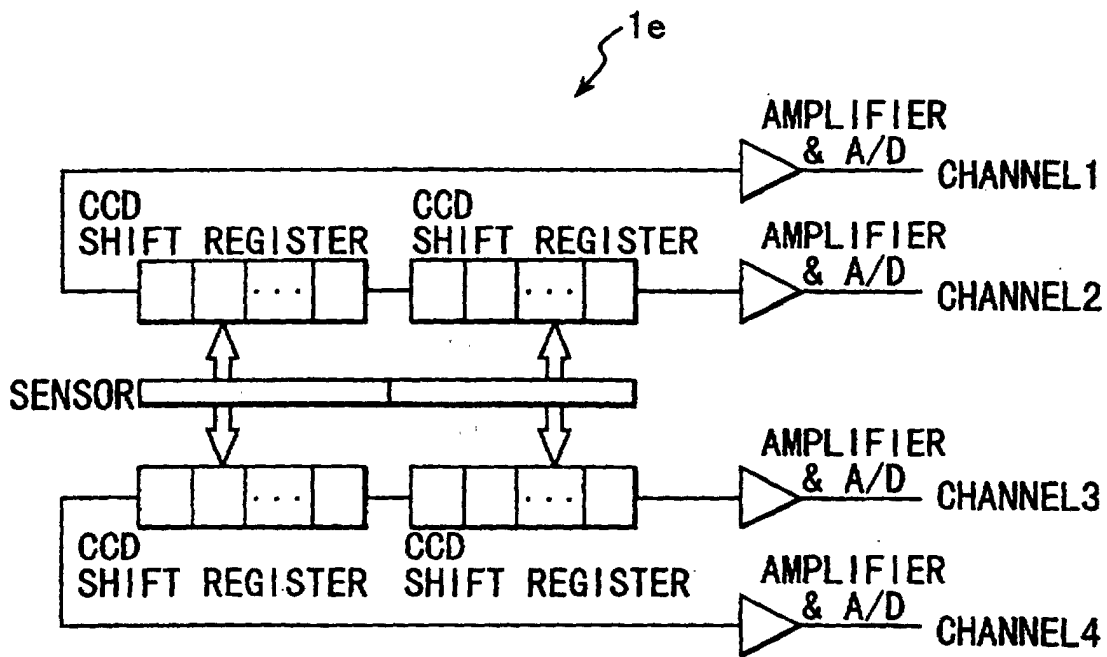 1e
AMPLIFIER
& A/D
CHANNEL1
CCD
SHIFT REGISTER
CCD
SHIFT REGISTER
AMPLIFIER
& A/D
CHANNEL2
...
...
SENSOR
AMPLIFIER
& A/D
CHANNEL3
...
...
CCD
SHIFT REGISTER
CCD
SHIFT REGISTER
AMPLIFIER
& A/D
CHANNEL4